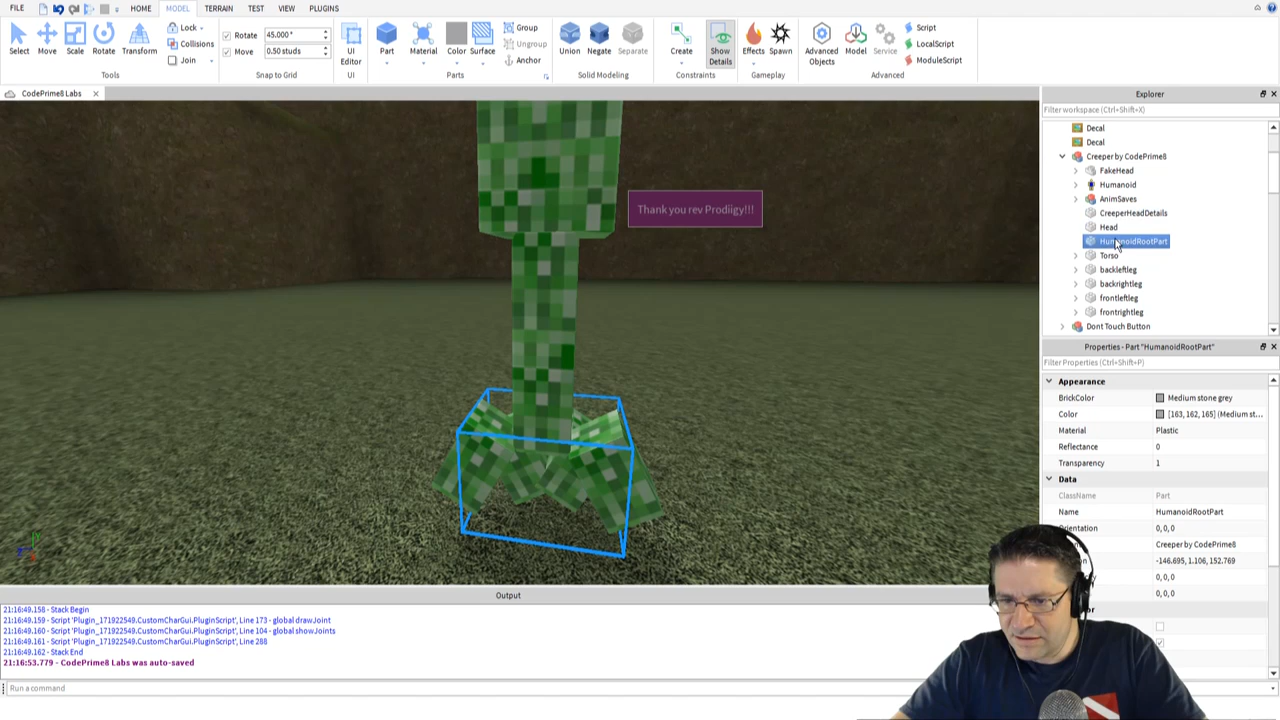 FILE HOME MODEL TERRAIN TEST VIEW PLUGINS
Select Move Scale Rotate Transform
Lock
Collisions
Join
Tools
Rotate 45.000°
Move 0.50 studs
Snap to Grid
UI Editor
UI
Part Material Color Surface
Group
Ungroup
Anchor
Parts
Union Negate Separate
Solid Modeling
Create Show Details
Constraints
Effects Spawn
Gameplay
Advanced Objects Model Service
Script
LocalScript
ModuleScript
Advanced
CodePrime8 Labs
Thank you rev Prodiigy!!!
Explorer
Filter workspace (Ctrl+Shift+X)
Decal
Decal
Creeper by CodePrime8
FakeHead
Humanoid
AnimSaves
CreeperHeadDetails
Head
HumanoidRootPart
Torso
backleftleg
backrightleg
frontleftleg
frontrightleg
Dont Touch Button
Properties - Part "HumanoidRootPart"
Filter Properties (Ctrl+Shift+P)
Appearance
BrickColor Medium stone grey
Color [163, 162, 165] (Medium st...
Material Plastic
Reflectance 0
Transparency 1
Data
ClassName Part
Name HumanoidRootPart
Orientation 0, 0, 0
Creeper by CodePrime8
-146.695, 1.106, 152.769
0, 0, 0
0, 0, 0
Output
21:16:49.158 - Stack Begin
21:16:49.159 - Script 'Plugin_171922549.CustomCharGui.PluginScript', Line 173 - global drawJoint
21:16:49.160 - Script 'Plugin_171922549.CustomCharGui.PluginScript', Line 104 - global showJoints
21:16:49.161 - Script 'Plugin_171922549.CustomCharGui.PluginScript', Line 288
21:16:49.162 - Stack End
21:16:53.779 - CodePrime8 Labs was auto-saved
Run a command